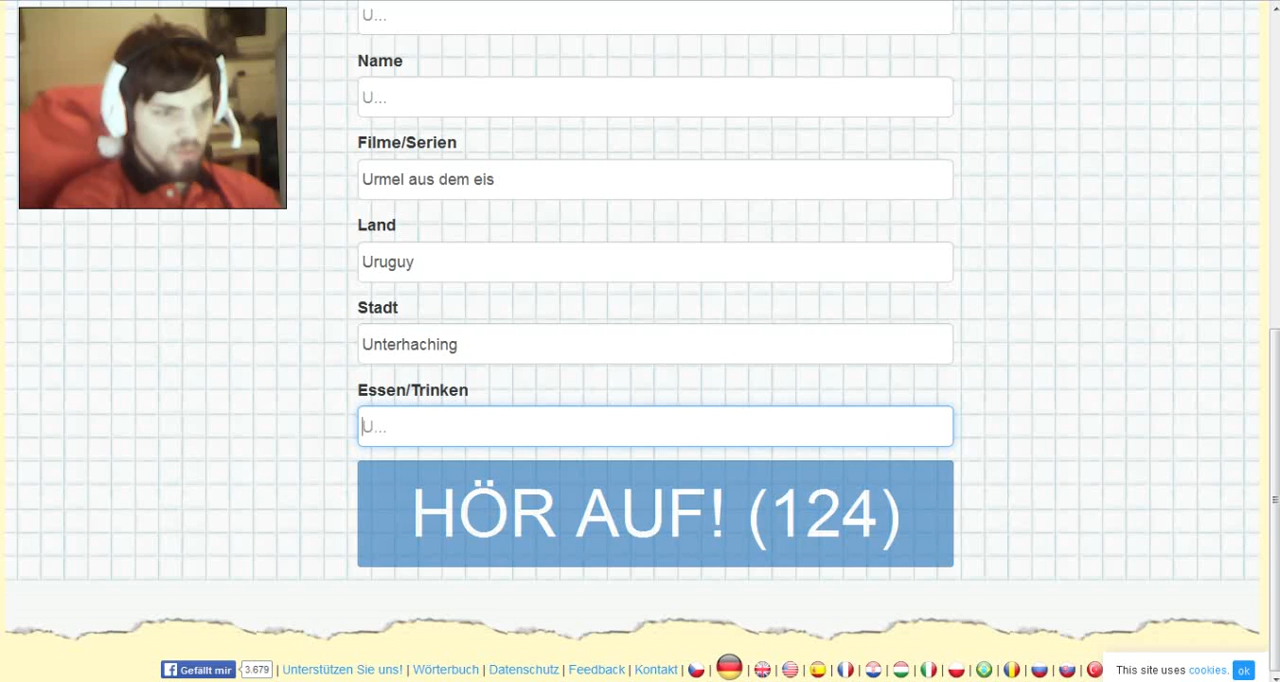 U...
Name
U...
Filme/Serien
Urmel aus dem eis
Land
Uruguy
Stadt
Unterhaching
Essen/Trinken
U...
HÖR AUF! (124)
Gefällt mir 3.679 | Unterstützen Sie uns! | Wörterbuch | Datenschutz | Feedback | Kontakt
This site uses cookies. ok